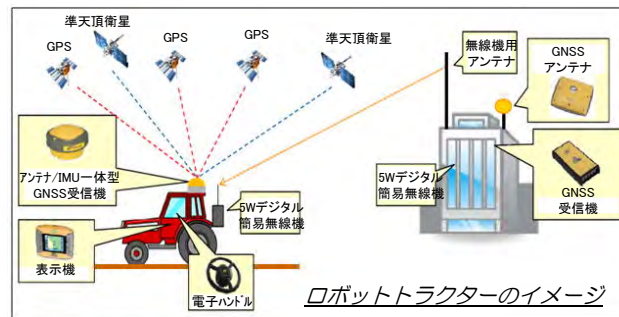 準天頂衛星
GPS
GPS
GPS
準天頂衛星
無線機用
アンテナ
GNSS
アンテナ
アンテナ/IMU一体型
GNSS受信機
5Wデジタル
簡易無線機
5Wデジタル
簡易無線機
GNSS
受信機
表示機
電子ハンドル
ロボットトラクターのイメージ